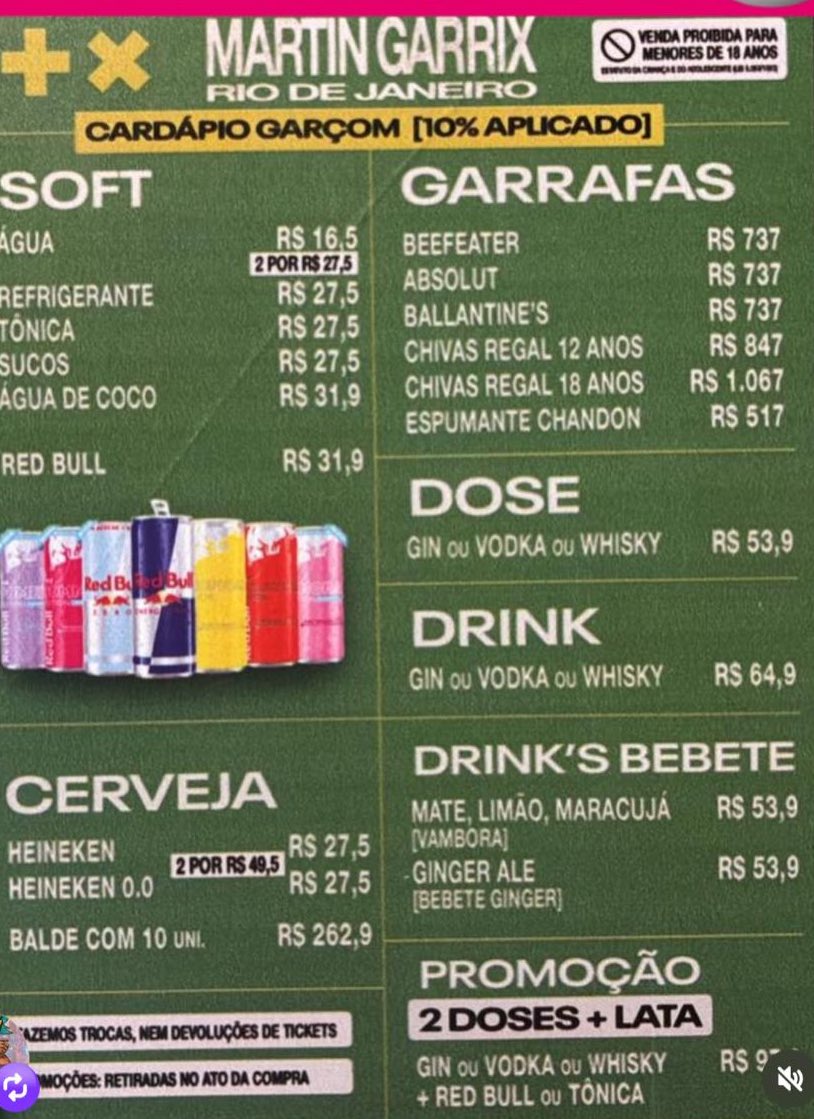 MARTIN GARRIX
RIO DE JANEIRO
VENDA PROIBIDA PARA
MENORES DE 18 ANOS
CARDÁPIO GARÇOM [10% APLICADO]
SOFT
ÁGUA R$ 16,5
2 POR R$ 27,5
REFRIGERANTE R$ 27,5
TÔNICA R$ 27,5
SUCOS R$ 27,5
ÁGUA DE COCO R$ 31,9
RED BULL R$ 31,9
Red Bull
CERVEJA
HEINEKEN R$ 27,5
2 POR R$ 49,5
HEINEKEN 0.0 R$ 27,5
BALDE COM 10 UNI. R$ 262,9
AZEMOS TROCAS, NEM DEVOLUÇÕES DE TICKETS
MOÇÕES: RETIRADAS NO ATO DA COMPRA
GARRAFAS
BEEFEATER R$ 737
ABSOLUT R$ 737
BALLANTINE'S R$ 737
CHIVAS REGAL 12 ANOS R$ 847
CHIVAS REGAL 18 ANOS R$ 1.067
ESPUMANTE CHANDON R$ 517
DOSE
GIN OU VODKA OU WHISKY R$ 53,9
DRINK
GIN OU VODKA OU WHISKY R$ 64,9
DRINK'S BEBETE
MATE, LIMÃO, MARACUJÁ R$ 53,9
[VAMBORA]
-GINGER ALE R$ 53,9
[BEBETE GINGER]
PROMOÇÃO
2 DOSES + LATA
GIN OU VODKA OU WHISKY R$
+ RED BULL OU TÔNICA